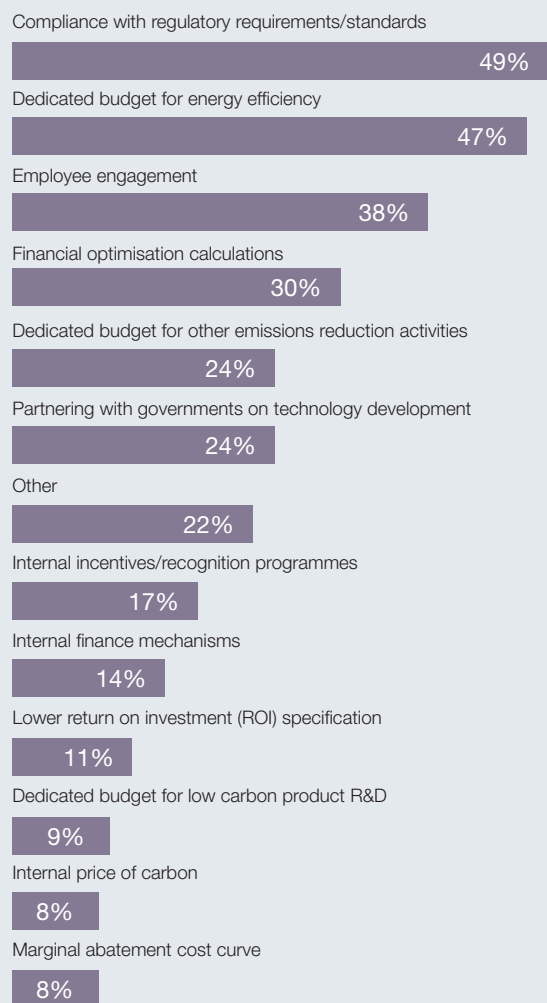 Compliance with regulatory requirements/standards
49%
Dedicated budget for energy efficiency
47%
Employee engagement
38%
Financial optimisation calculations
30%
Dedicated budget for other emissions reduction activities
24%
Partnering with governments on technology development
24%
Other
22%
Internal incentives/recognition programmes
17%
Internal finance mechanisms
14%
Lower return on investment (ROI) specification
11%
Dedicated budget for low carbon product R&D
9%
Internal price of carbon
8%
Marginal abatement cost curve
8%